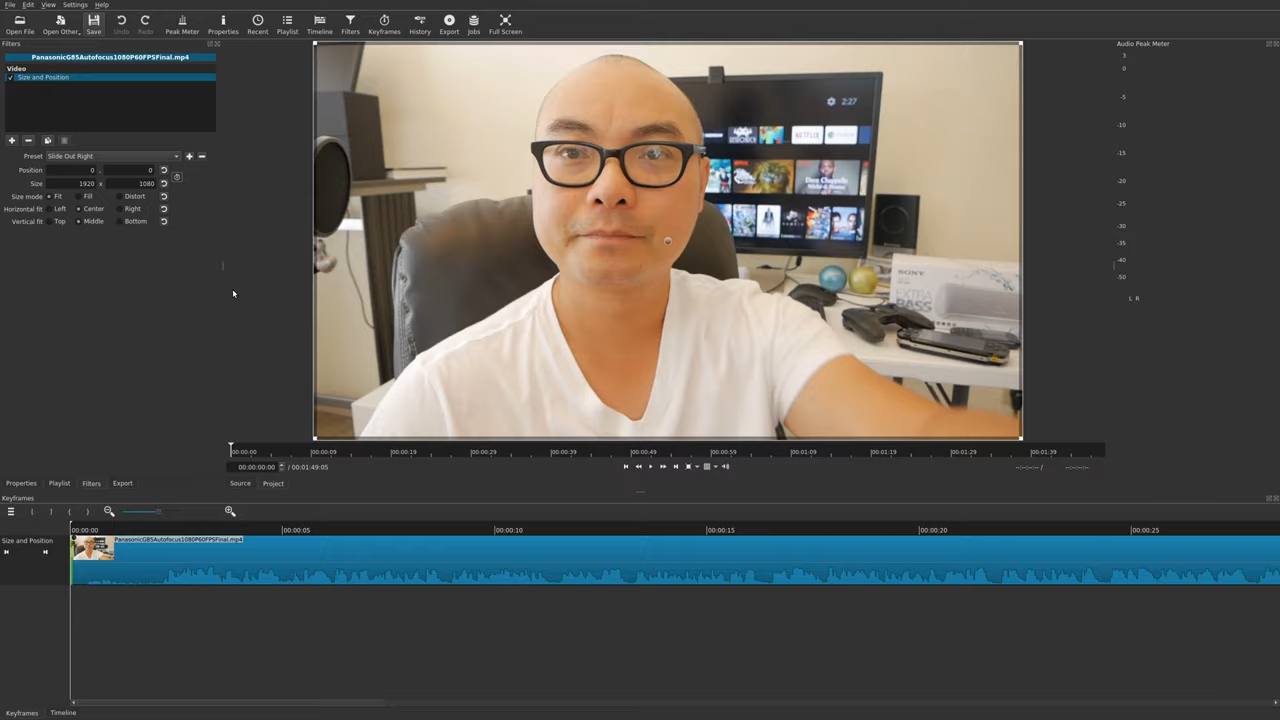 File Edit View Settings Help
Open File Open Other.. Save Undo Redo Peak Meter Properties Recent Playlist Timeline Filters Keyframes History Export Jobs Full Screen
Filters
Audio Peak Meter
PanasonicG85Autofocus1080P60FPSFinal.mp4
Video
✓ Size and Position
Preset Slide Out Right
Position 0 , 0
Size 1920 x 1080
Size mode Fit Fill Distort
Horizontal fit Left Center Right
Vertical fit Top Middle Bottom
2:27
NETFLIX
Dave Chappelle
SONY
EXTRA
BASS
3
0
-5
-10
-15
-20
-25
-30
-35
-40
-50
L R
00:00:00 00:00:09 00:00:19 00:00:29 00:00:39 00:00:49 00:00:59 00:01:09 00:01:19 00:01:29 00:01:39
00:00:00:00 / 00:01:49:05 --:--:--:-- / --:--:--:--
Properties Playlist Filters Export Source Project
Keyframes
00:00:00 00:00:05 00:00:10 00:00:15 00:00:20 00:00:25
Size and Position
PanasonicG85Autofocus1080P60FPSFinal.mp4
Keyframes Timeline